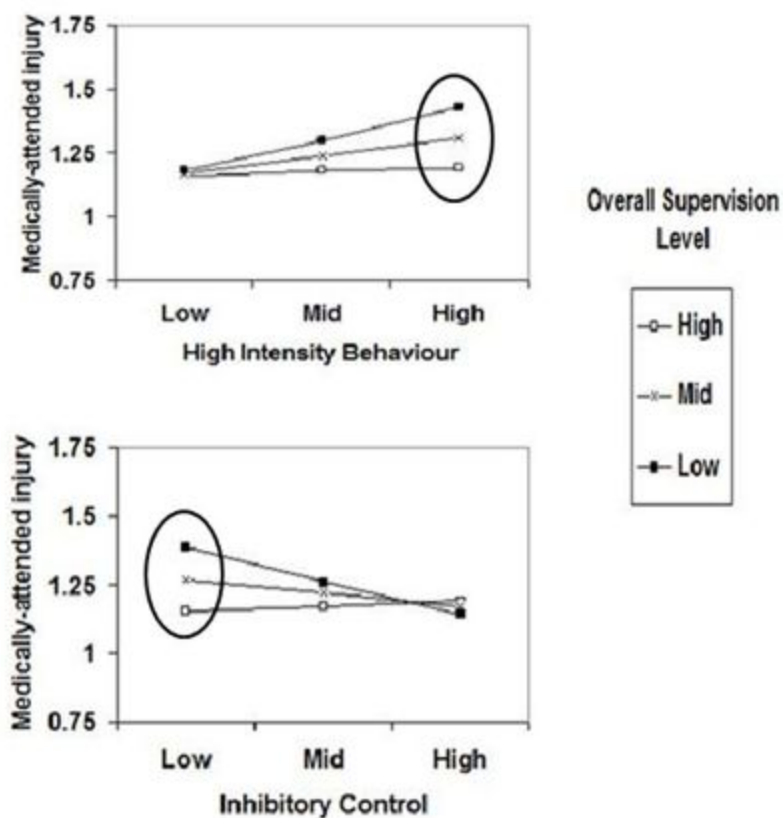 1.75
1.5
1.25
1
0.75
Medically-attended injury
Low Mid High
High Intensity Behaviour
Overall Supervision
Level
High
Mid
Low
1.75
1.5
1.25
1
0.75
Medically-attended injury
Low Mid High
Inhibitory Control